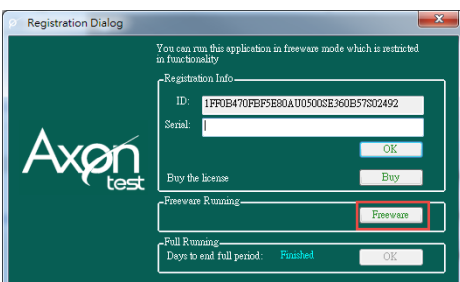 Registration Dialog
You can run this application in freeware mode which is restricted
in functionality
Registration Info
ID: 1FF0B470FBF5E80AU0500SE360B57S02492
Serial:
OK
Buy the license Buy
Axon
test
Freeware Running
Freeware
Full Running
Days to end full period: Finished OK